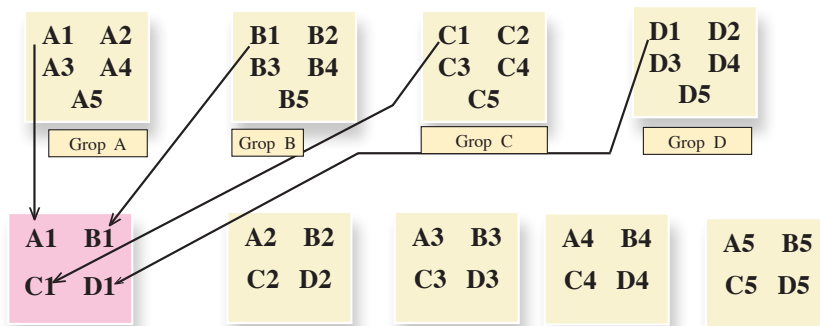 A1 A2 B1 B2 C1 C2 D1 D2
A3 A4 B3 B4 C3 C4 D3 D4
A5 B5 C5 D5
Grop A Grop B Grop C Grop D
A1 B1 A2 B2 A3 B3 A4 B4 A5 B5
C1 D1 C2 D2 C3 D3 C4 D4 C5 D5